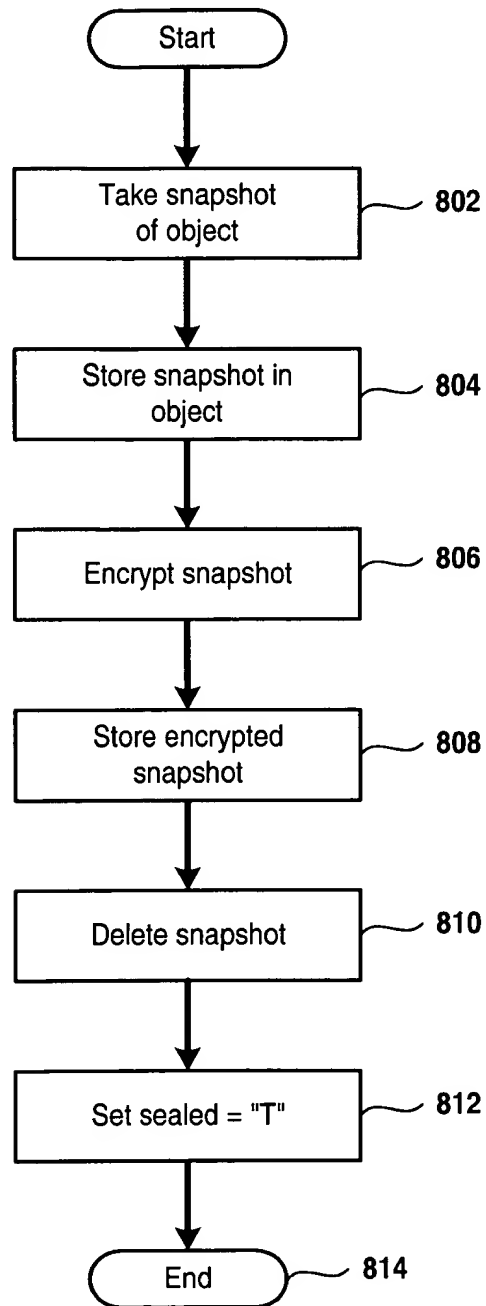 Start
Take snapshot
of object
802
Store snapshot in
object
804
Encrypt snapshot
806
Store encrypted
snapshot
808
Delete snapshot
810
Set sealed = "T"
812
End
814